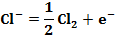 Cl⁻ = 1/2 Cl₂ + e⁻